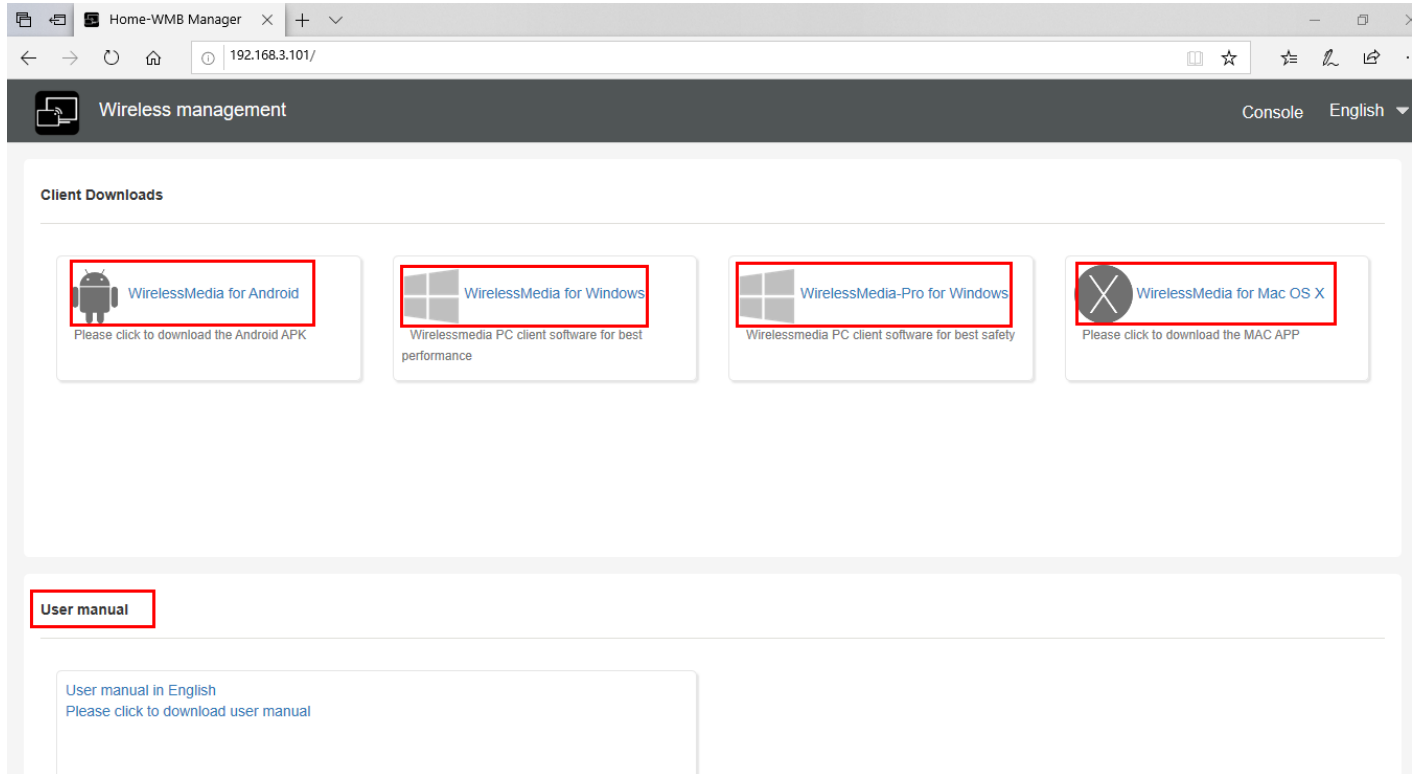 Home-WMB Manager
192.168.3.101/
Wireless management
Console English
Client Downloads
WirelessMedia for Android
Please click to download the Android APK
WirelessMedia for Windows
Wirelessmedia PC client software for best
performance
WirelessMedia-Pro for Windows
Wirelessmedia PC client software for best safety
X
WirelessMedia for Mac OS X
Please click to download the MAC APP
User manual
User manual in English
Please click to download user manual